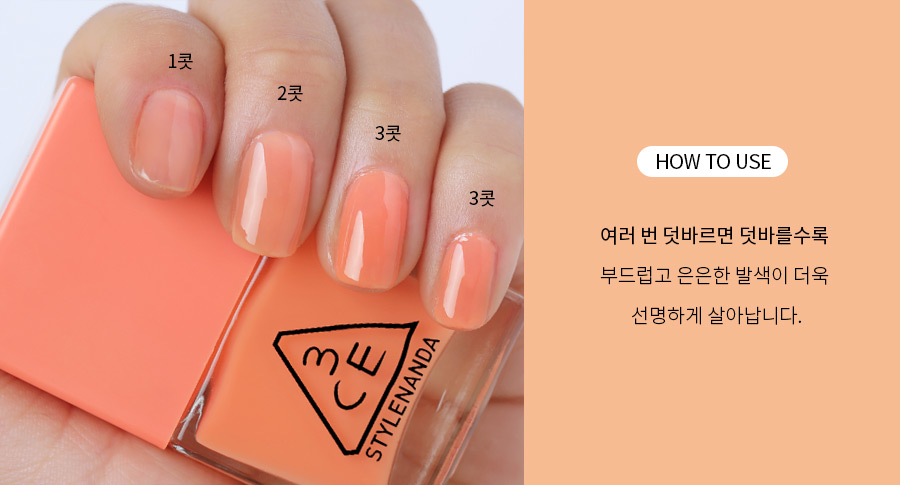 1콧
2콧
3콧
3콧
3CE
STYLENANDA
HOW TO USE
여러 번 덧바르면 덧바를수록
부드럽고 은은한 발색이 더욱
선명하게 살아납니다.